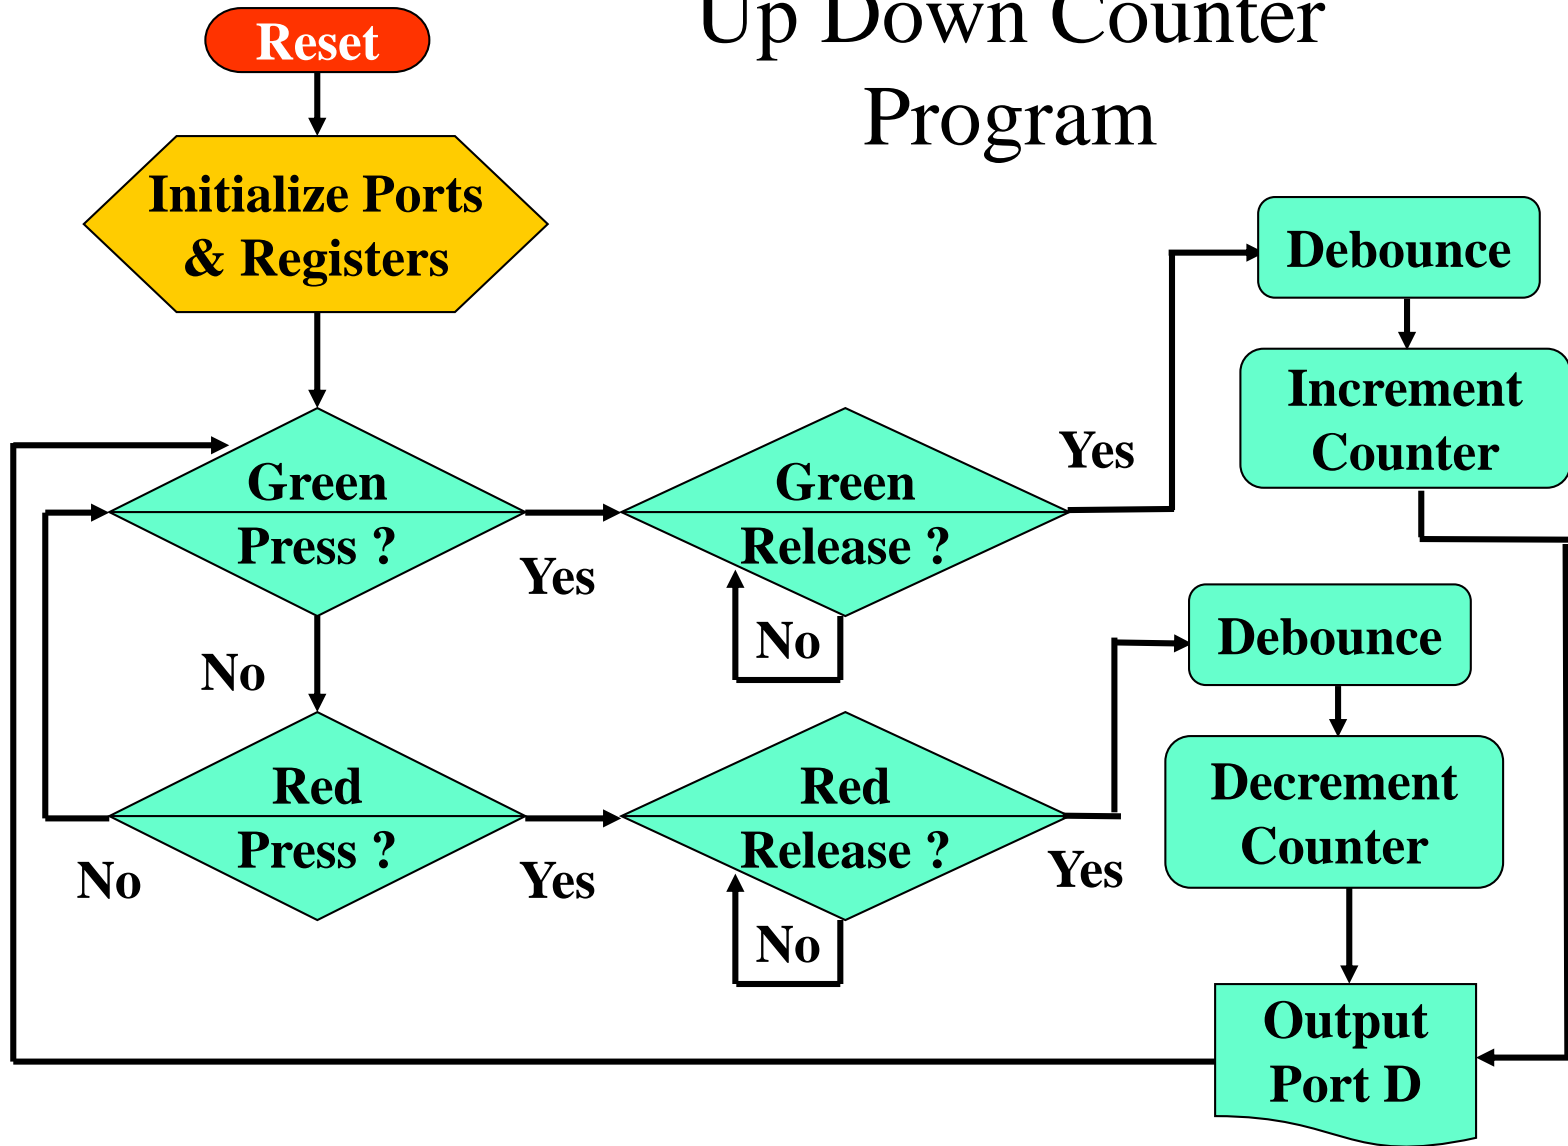 Up Down Counter
Program
Reset
Initialize Ports
& Registers
Green
Press ?
Yes
No
Green
Release ?
Yes
No
Debounce
Increment
Counter
Red
Press ?
No
Yes
Red
Release ?
Yes
No
Debounce
Decrement
Counter
Output
Port D